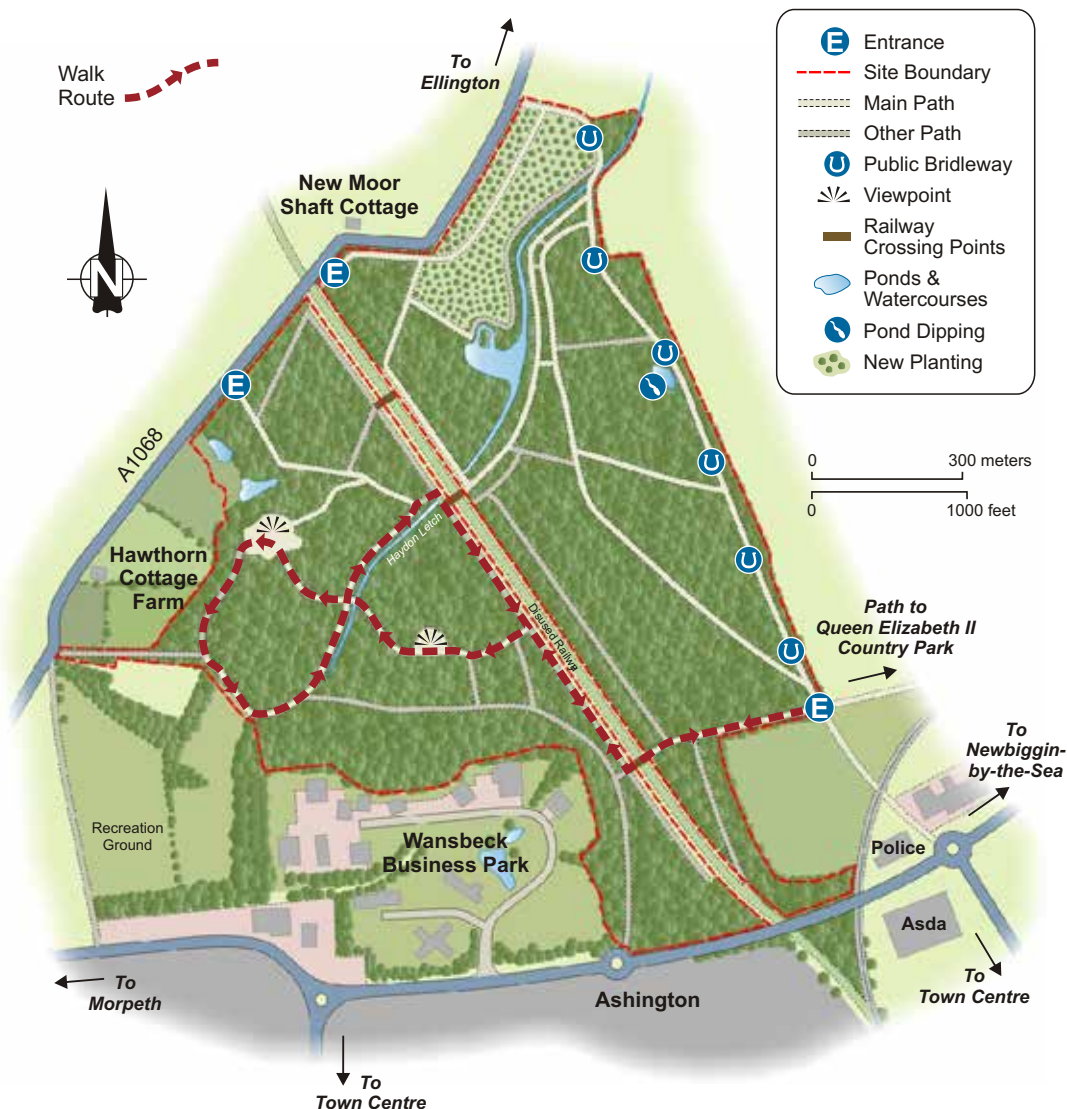 To
Ellington
Walk
Route
E Entrance
Site Boundary
Main Path
Other Path
Public Bridleway
Viewpoint
Railway
Crossing Points
Ponds &
Watercourses
Pond Dipping
New Planting
New Moor
Shaft Cottage
N
E
E
A1068
0 300 meters
0 1000 feet
Haydon Letch
Hawthorn
Cottage
Farm
Disused Railwa
Path to
Queen Elizabeth II
Country Park
E
To
Newbiggin-
by-the-Sea
Recreation
Ground
Wansbeck
Business Park
Police
Asda
To
Morpeth
Ashington
To
Town Centre
To
Town Centre